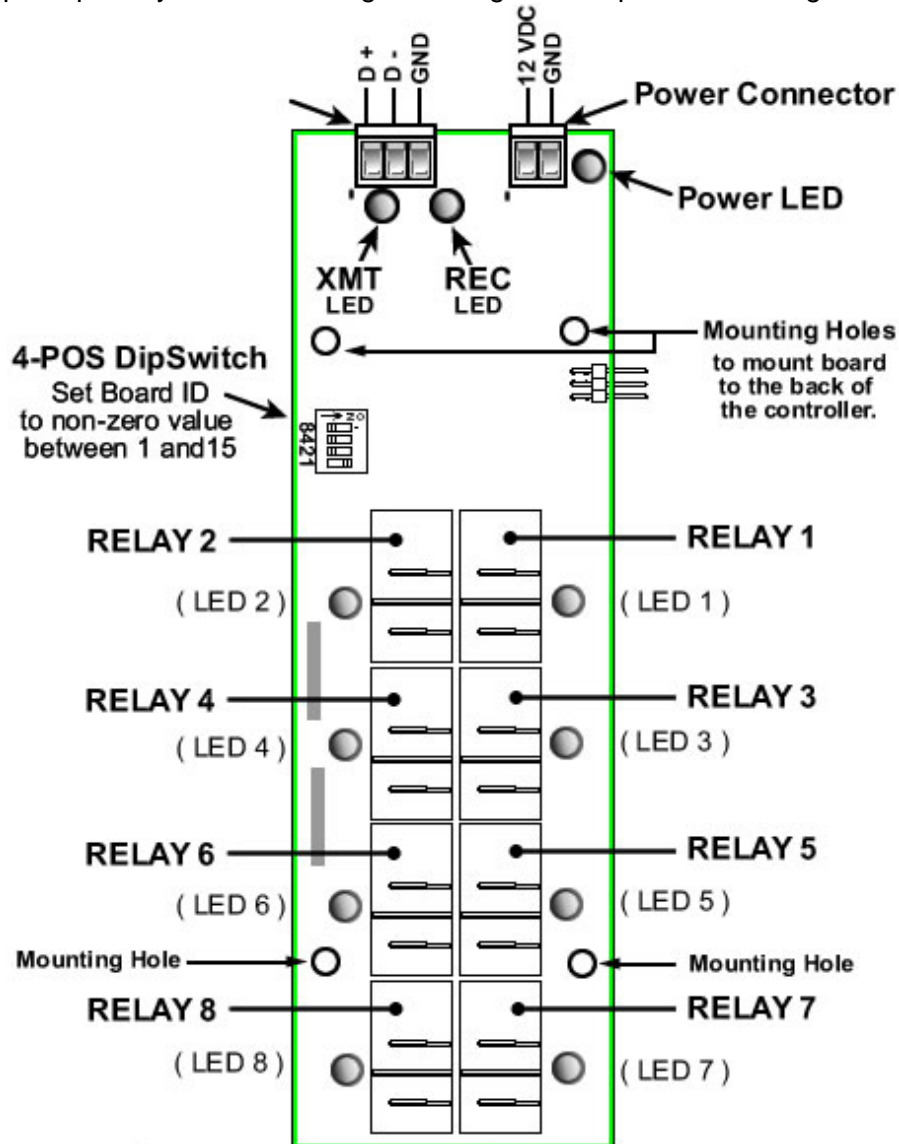 D +
D -
GND
12 VDC
GND
Power Connector
Power LED
XMT
LED
REC
LED
Mounting Holes
to mount board
to the back of
the controller.
4-POS DipSwitch
Set Board ID
to non-zero value
between 1 and15
ON
8421
RELAY 2
RELAY 1
( LED 2 )
( LED 1 )
RELAY 4
RELAY 3
( LED 4 )
( LED 3 )
RELAY 6
RELAY 5
( LED 6 )
( LED 5 )
Mounting Hole
Mounting Hole
RELAY 8
RELAY 7
( LED 8 )
( LED 7 )